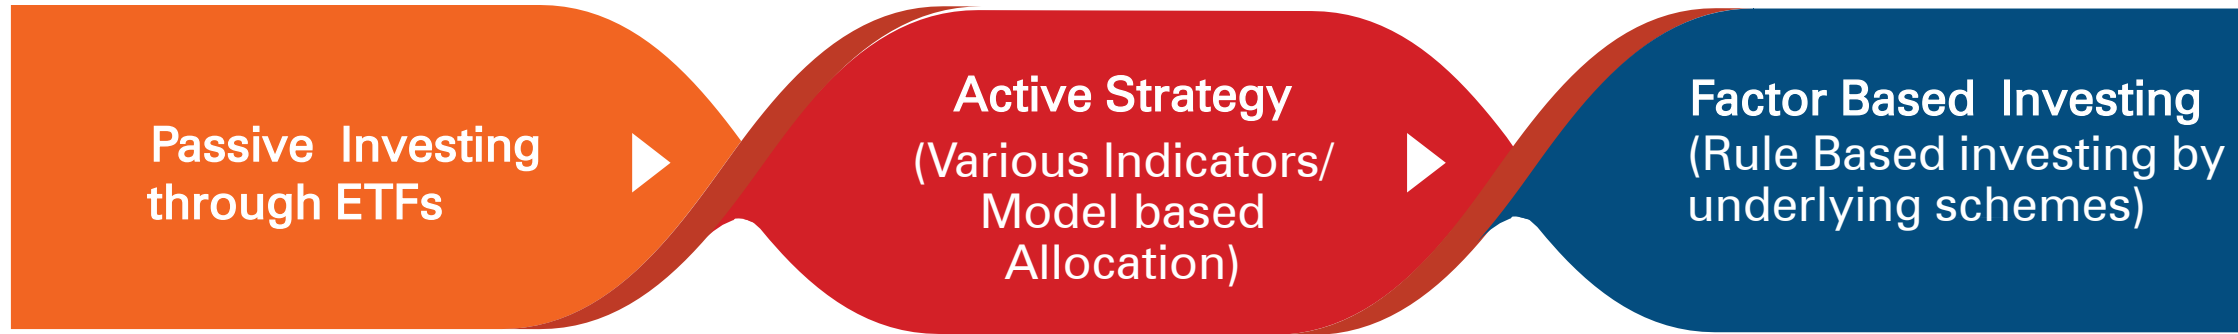 Passive Investing
through ETFs
Active Strategy
(Various Indicators/
Model based
Allocation)
Factor Based Investing
(Rule Based investing by
underlying schemes)